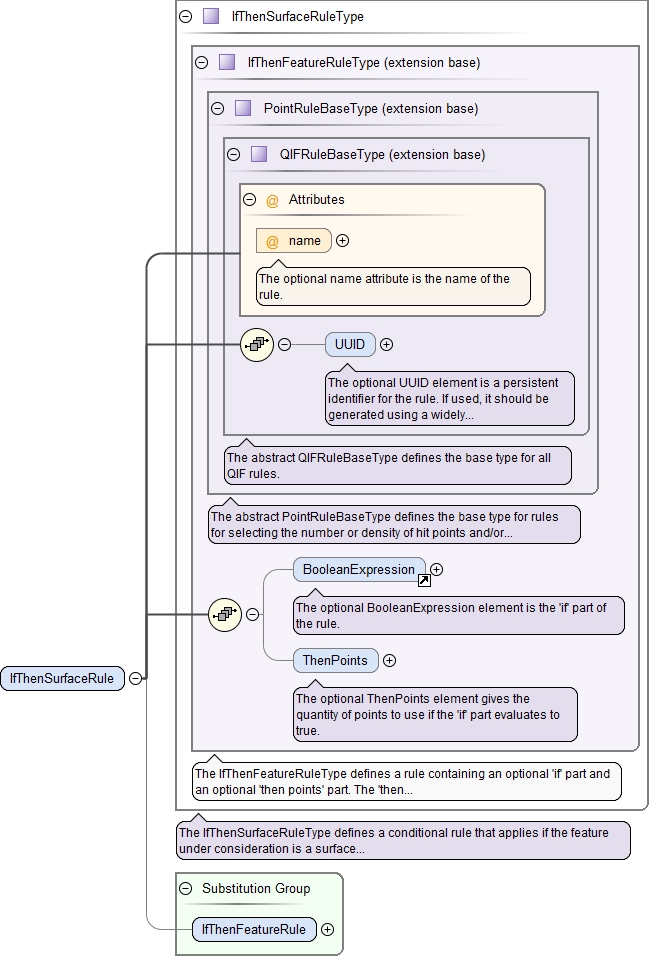 IfThenSurfaceRuleType
IfThenFeatureRuleType (extension base)
PointRuleBaseType (extension base)
QIFRuleBaseType (extension base)
@ Attributes
@ name
The optional name attribute is the name of the
rule.
UUID
The optional UUID element is a persistent
identifier for the rule. If used, it should be
generated using a widely...
The abstract QIFRuleBaseType defines the base type for all
QIF rules.
The abstract PointRuleBaseType defines the base type for rules
for selecting the number or density of hit points and/or...
BooleanExpression
The optional BooleanExpression element is the 'if' part of
the rule.
ThenPoints
The optional ThenPoints element gives the
quantity of points to use if the 'if' part evaluates to
true.
IfThenSurfaceRule
The IfThenFeatureRuleType defines a rule containing an optional 'if' part and
an optional 'then points' part. The 'then...
The IfThenSurfaceRuleType defines a conditional rule that applies if the feature
under consideration is a surface...
Substitution Group
IfThenFeatureRule